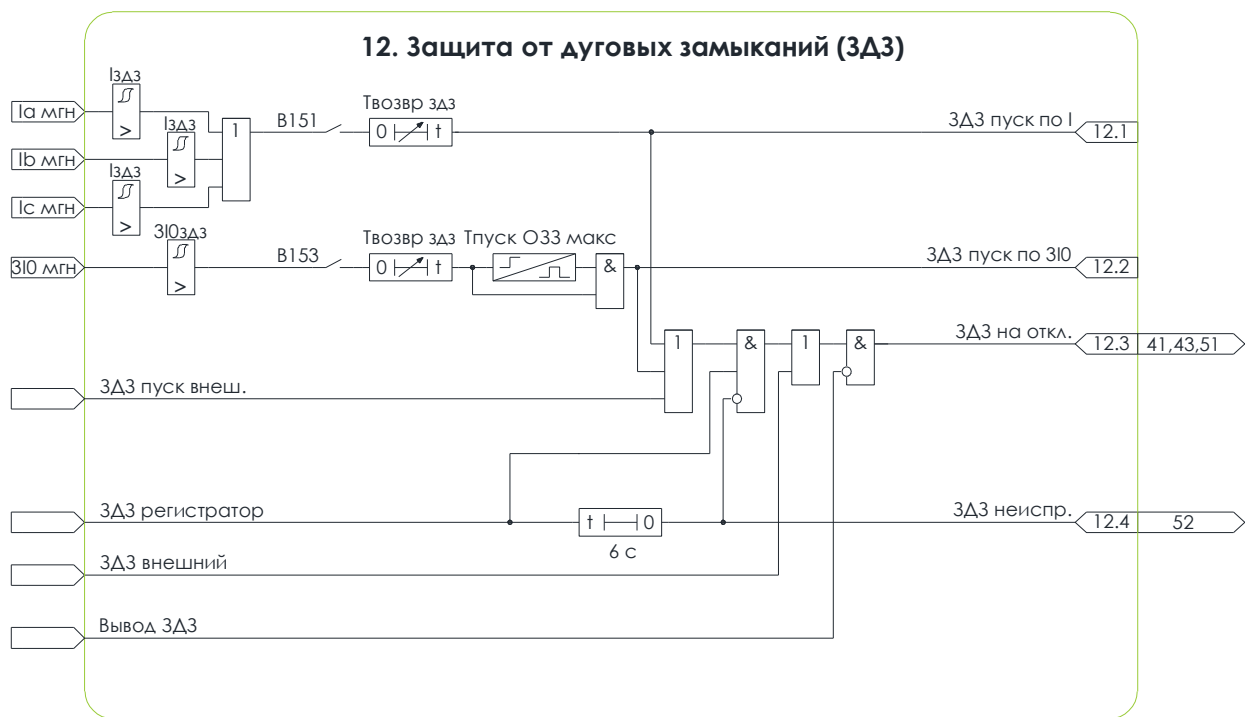 12. Защита от дуговых замыканий (ЗДЗ)
Iздз
Ia мгн
>
1
В151
Твозвр здз
0 t
ЗДЗ пуск по I
12.1
Iздз
Ib мгн
>
Iздз
Ic мгн
>
3I0здз
3I0 мгн
>
В153
Твозвр здз
0 t
Тпуск ОЗЗ макс
&
ЗДЗ пуск по 3I0
12.2
1
&
1
&
ЗДЗ на откл.
12.3
41,43,51
ЗДЗ пуск внеш.
ЗДЗ регистратор
t 0
6 с
ЗДЗ неиспр.
12.4
52
ЗДЗ внешний
Вывод ЗДЗ